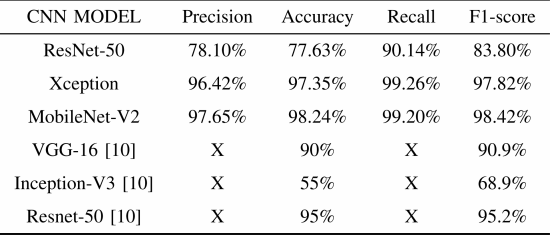 CNN MODEL Precision Accuracy Recall F1-score
ResNet-50 78.10% 77.63% 90.14% 83.80%
Xception 96.42% 97.35% 99.26% 97.82%
MobileNet-V2 97.65% 98.24% 99.20% 98.42%
VGG-16 [10] X 90% X 90.9%
Inception-V3 [10] X 55% X 68.9%
Resnet-50 [10] X 95% X 95.2%